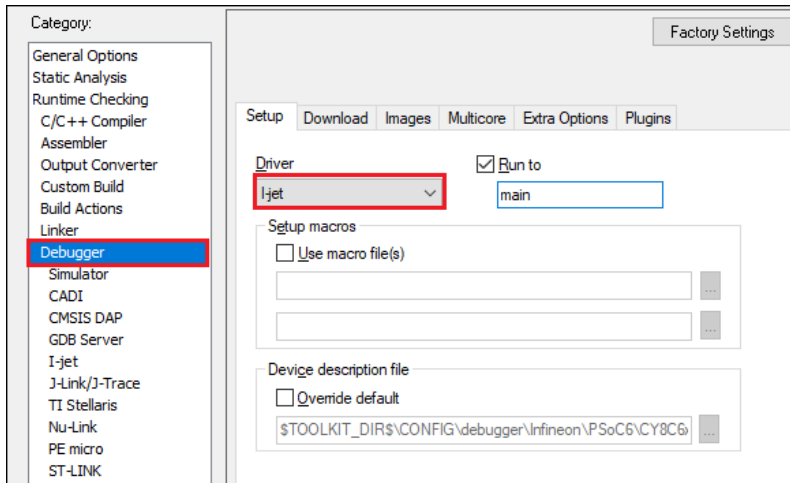 Category:
Factory Settings
General Options
Static Analysis
Runtime Checking
C/C++ Compiler
Assembler
Output Converter
Custom Build
Build Actions
Linker
Debugger
Simulator
CADI
CMSIS DAP
GDB Server
I-jet
J-Link/J-Trace
TI Stellaris
Nu-Link
PE micro
ST-LINK
Setup Download Images Multicore Extra Options Plugins
Driver Run to
I-jet main
Setup macros
Use macro file(s)
...
...
Device description file
Override default
$TOOLKIT_DIR$\CONFIG\debugger\Infineon\PSoC6\CY8C6 ...